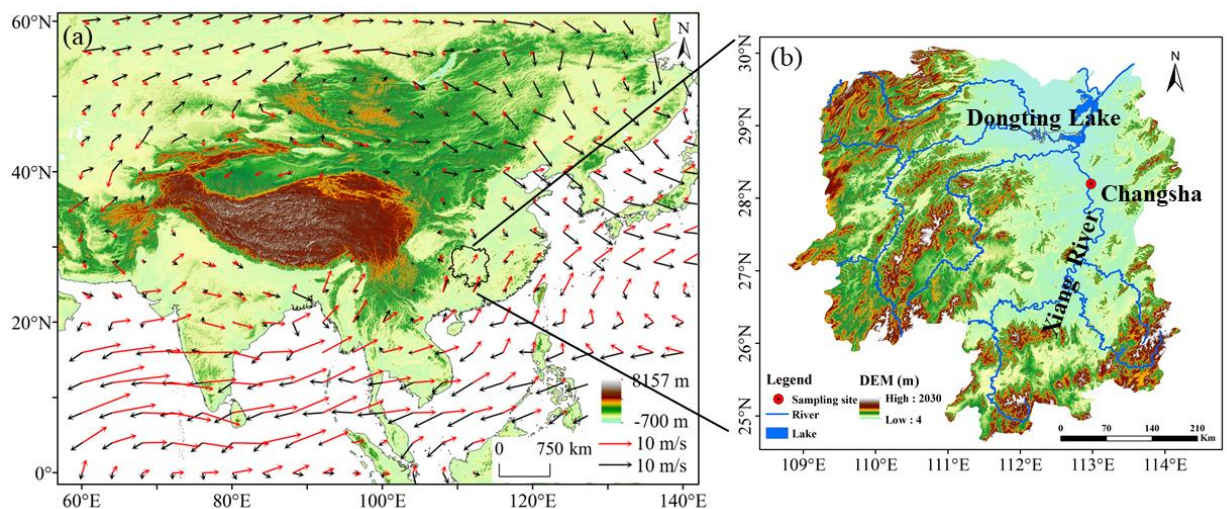 (a)
N
60°N
40°N
20°N
0°
60°E
80°E
100°E
120°E
140°E
8157 m
-700 m
10 m/s
10 m/s
0 750 km
(b)
N
30°N
29°N
28°N
27°N
26°N
25°N
109°E
110°E
111°E
112°E
113°E
114°E
Dongting Lake
Changsha
Xiang River
Legend
Sampling site
River
Lake
DEM (m)
High : 2030
Low : 4
0 70 140 210
Km